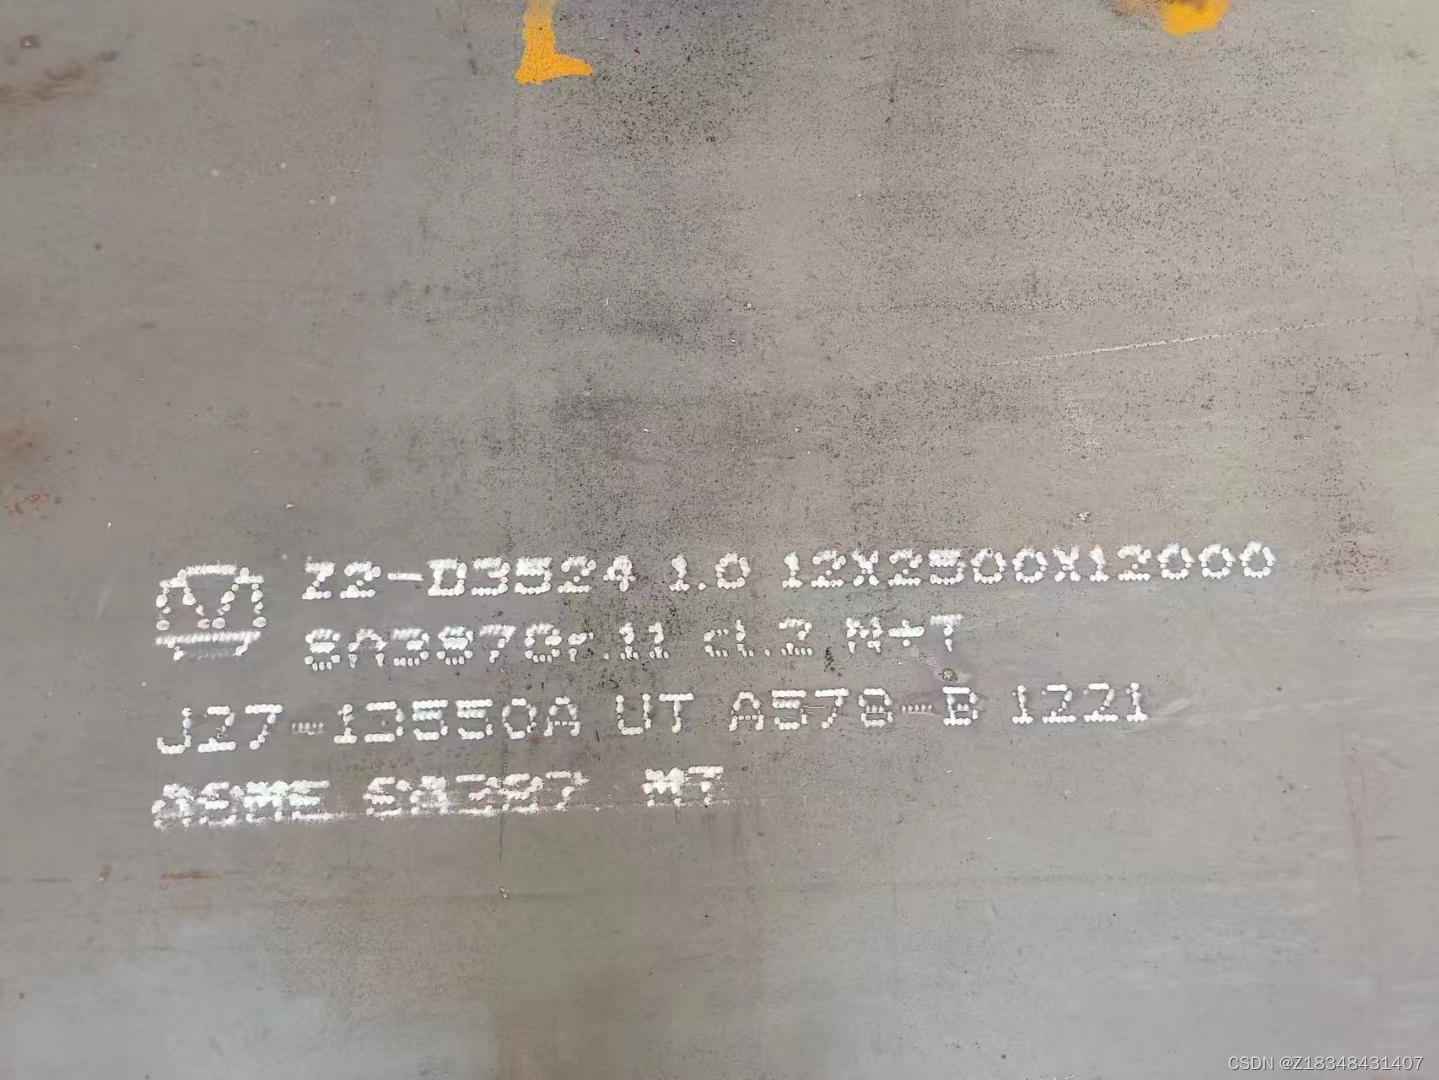 Z2-D3524 1.0 12X2500X12000
SA387Gr.11 cl.2 N+T
J27-13550A UT A578-B 1221
ASME SA387 M7
CSDN @Z18348431407